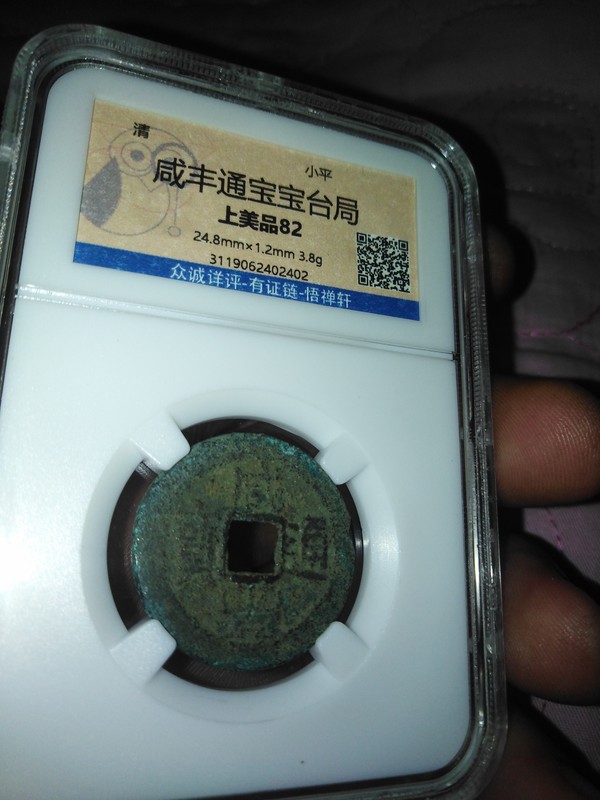 清
小平
咸丰通宝宝台局
上美品82
24.8mm×1.2mm 3.8g
3119062402402
众诚详评-有证链-悟禅轩